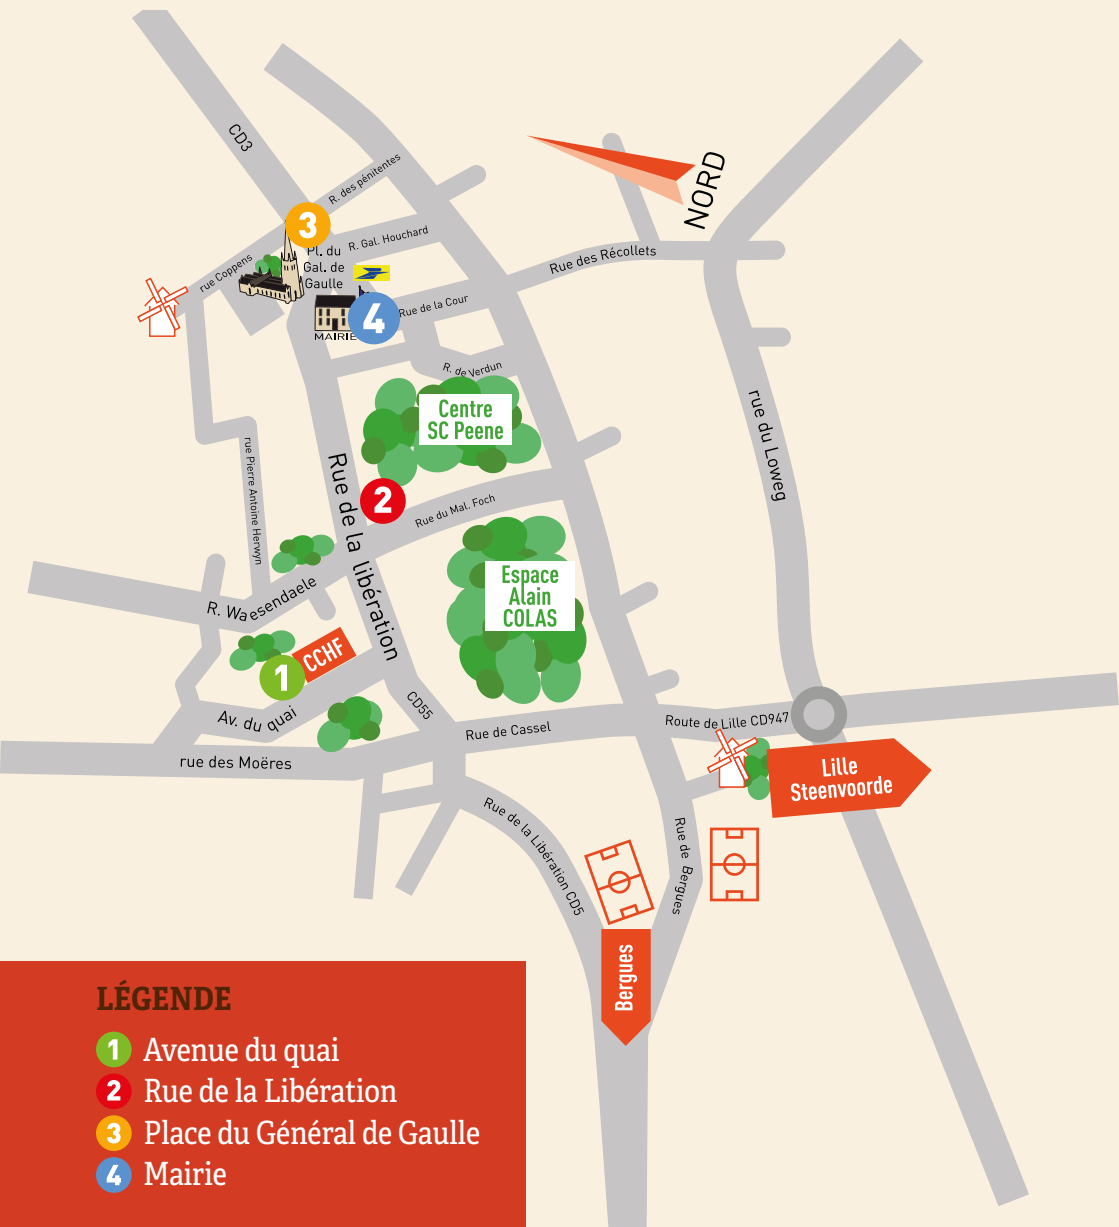 CD3
R. des pénitentes
NORD
R. Gal. Houchard
3
Pl. du
Gal. de
Gaulle
rue Coppens
Rue des Récollets
4
Rue de la Cour
MAIRIE
R. de Verdun
Centre
SC Peene
rue du Loweg
rue Pierre Antoine Herwyn
Rue de la libération
2
Rue du Mal. Foch
Espace
Alain
COLAS
R. Waesendaele
CCHF
1
Av. du quai
CD55
Rue de Cassel
Route de Lille CD947
rue des Moëres
Lille
Steenvoorde
Rue de la Libération CD5
Rue de Bergues
Bergues
LÉGENDE
1 Avenue du quai
2 Rue de la Libération
3 Place du Général de Gaulle
4 Mairie